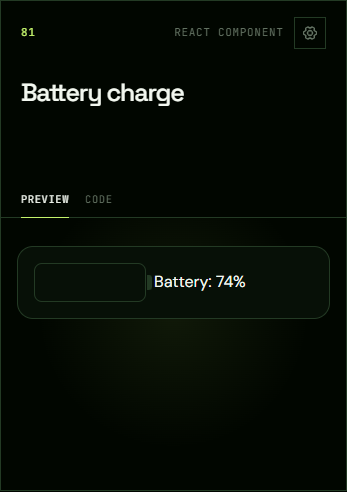 81
REACT COMPONENT
Battery charge
PREVIEW
CODE
Battery: 74%